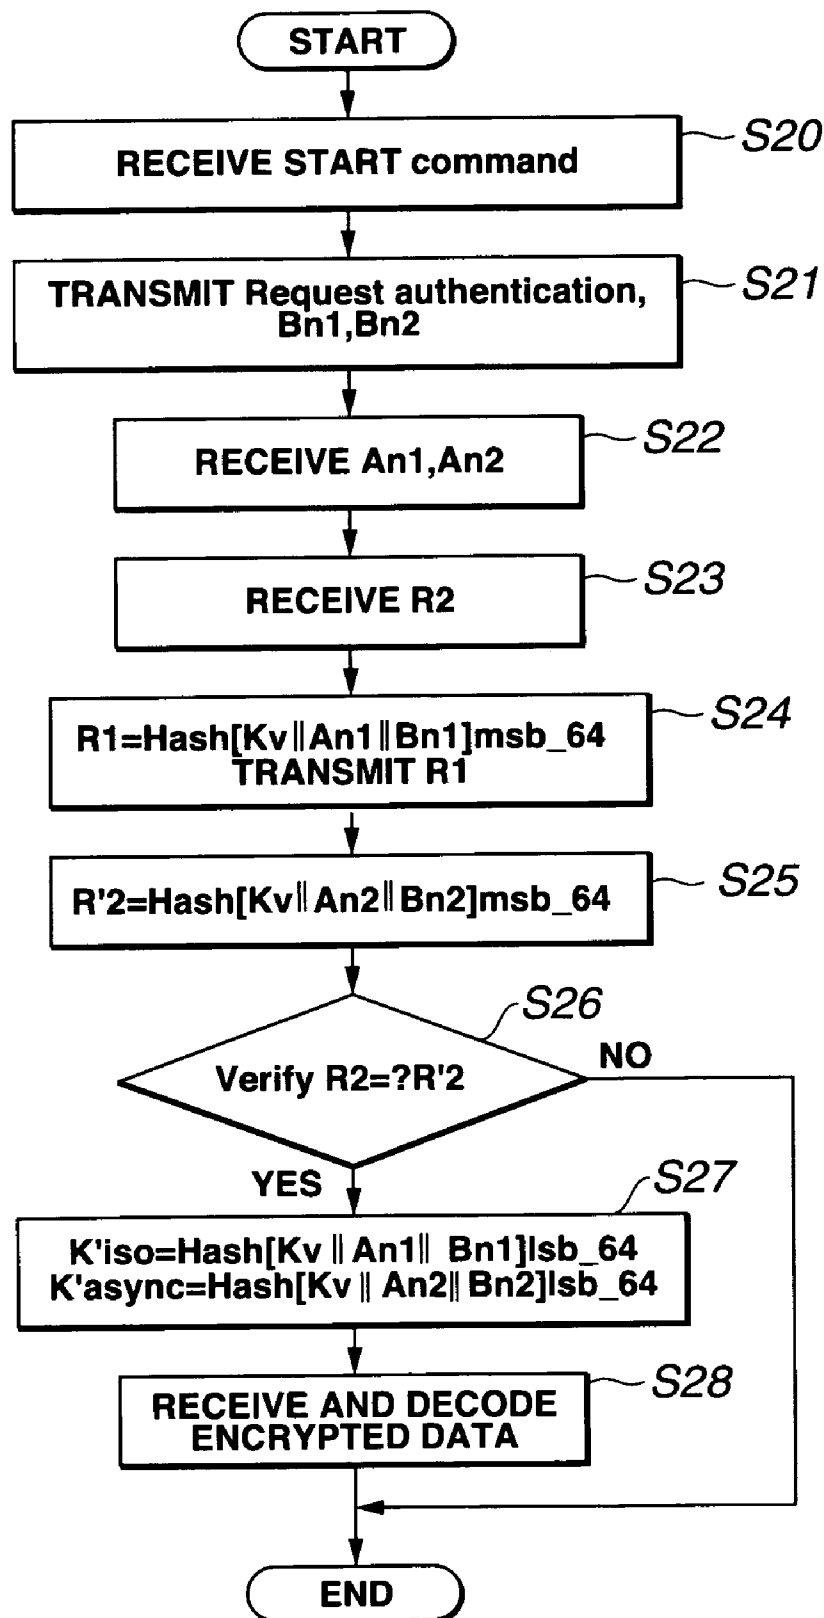 START
RECEIVE START command
S20
TRANSMIT Request authentication,
Bn1,Bn2
S21
RECEIVE An1,An2
S22
RECEIVE R2
S23
R1=Hash[Kv||An1||Bn1]msb_64
TRANSMIT R1
S24
R'2=Hash[Kv||An2||Bn2]msb_64
S25
S26
Verify R2=?R'2
NO
YES
S27
K'iso=Hash[Kv || An1|| Bn1]lsb_64
K'async=Hash[Kv || An2|| Bn2]lsb_64
S28
RECEIVE AND DECODE
ENCRYPTED DATA
END